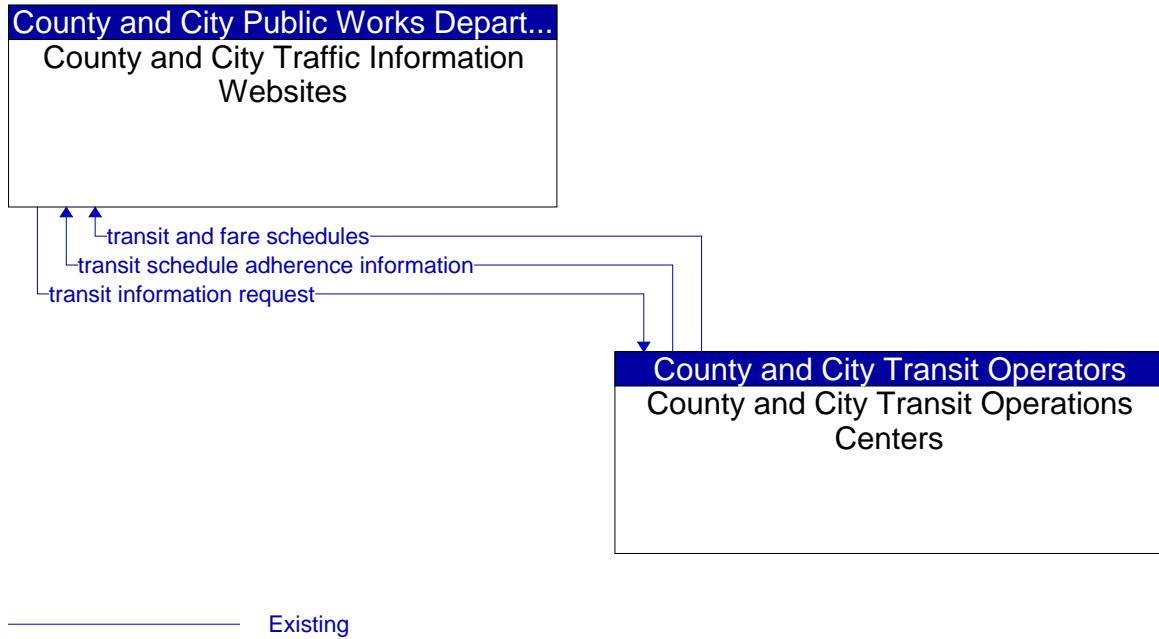 County and City Public Works Depart...
County and City Traffic Information
Websites
transit and fare schedules
transit schedule adherence information
transit information request
County and City Transit Operators
County and City Transit Operations
Centers
Existing